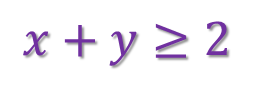 x + y ≥ 2